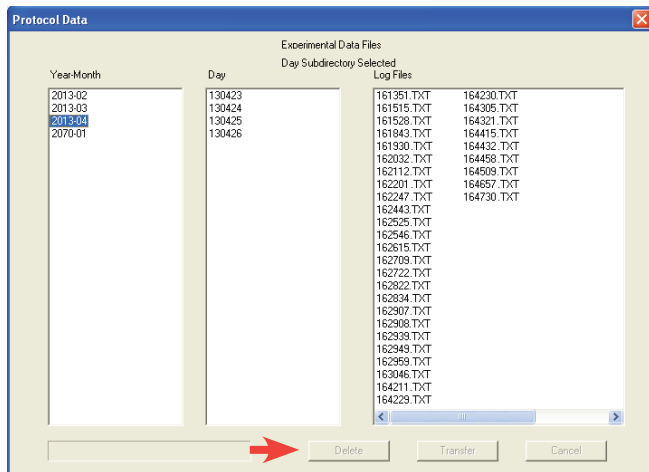 Protocol Data
Experimental Data Files
Day Subdirectory Selected
Year-Month
Day
Log Files
2013-02
2013-03
2013-04
2070-01
130423
130424
130425
130426
161351.TXT
161515.TXT
161528.TXT
161843.TXT
161930.TXT
162032.TXT
162112.TXT
162201.TXT
162247.TXT
162443.TXT
162525.TXT
162546.TXT
162615.TXT
162709.TXT
162722.TXT
162822.TXT
162834.TXT
162907.TXT
162908.TXT
162939.TXT
162949.TXT
162959.TXT
163046.TXT
164211.TXT
164229.TXT
164230.TXT
164305.TXT
164321.TXT
164415.TXT
164432.TXT
164458.TXT
164509.TXT
164657.TXT
164730.TXT
Delete
Transfer
Cancel